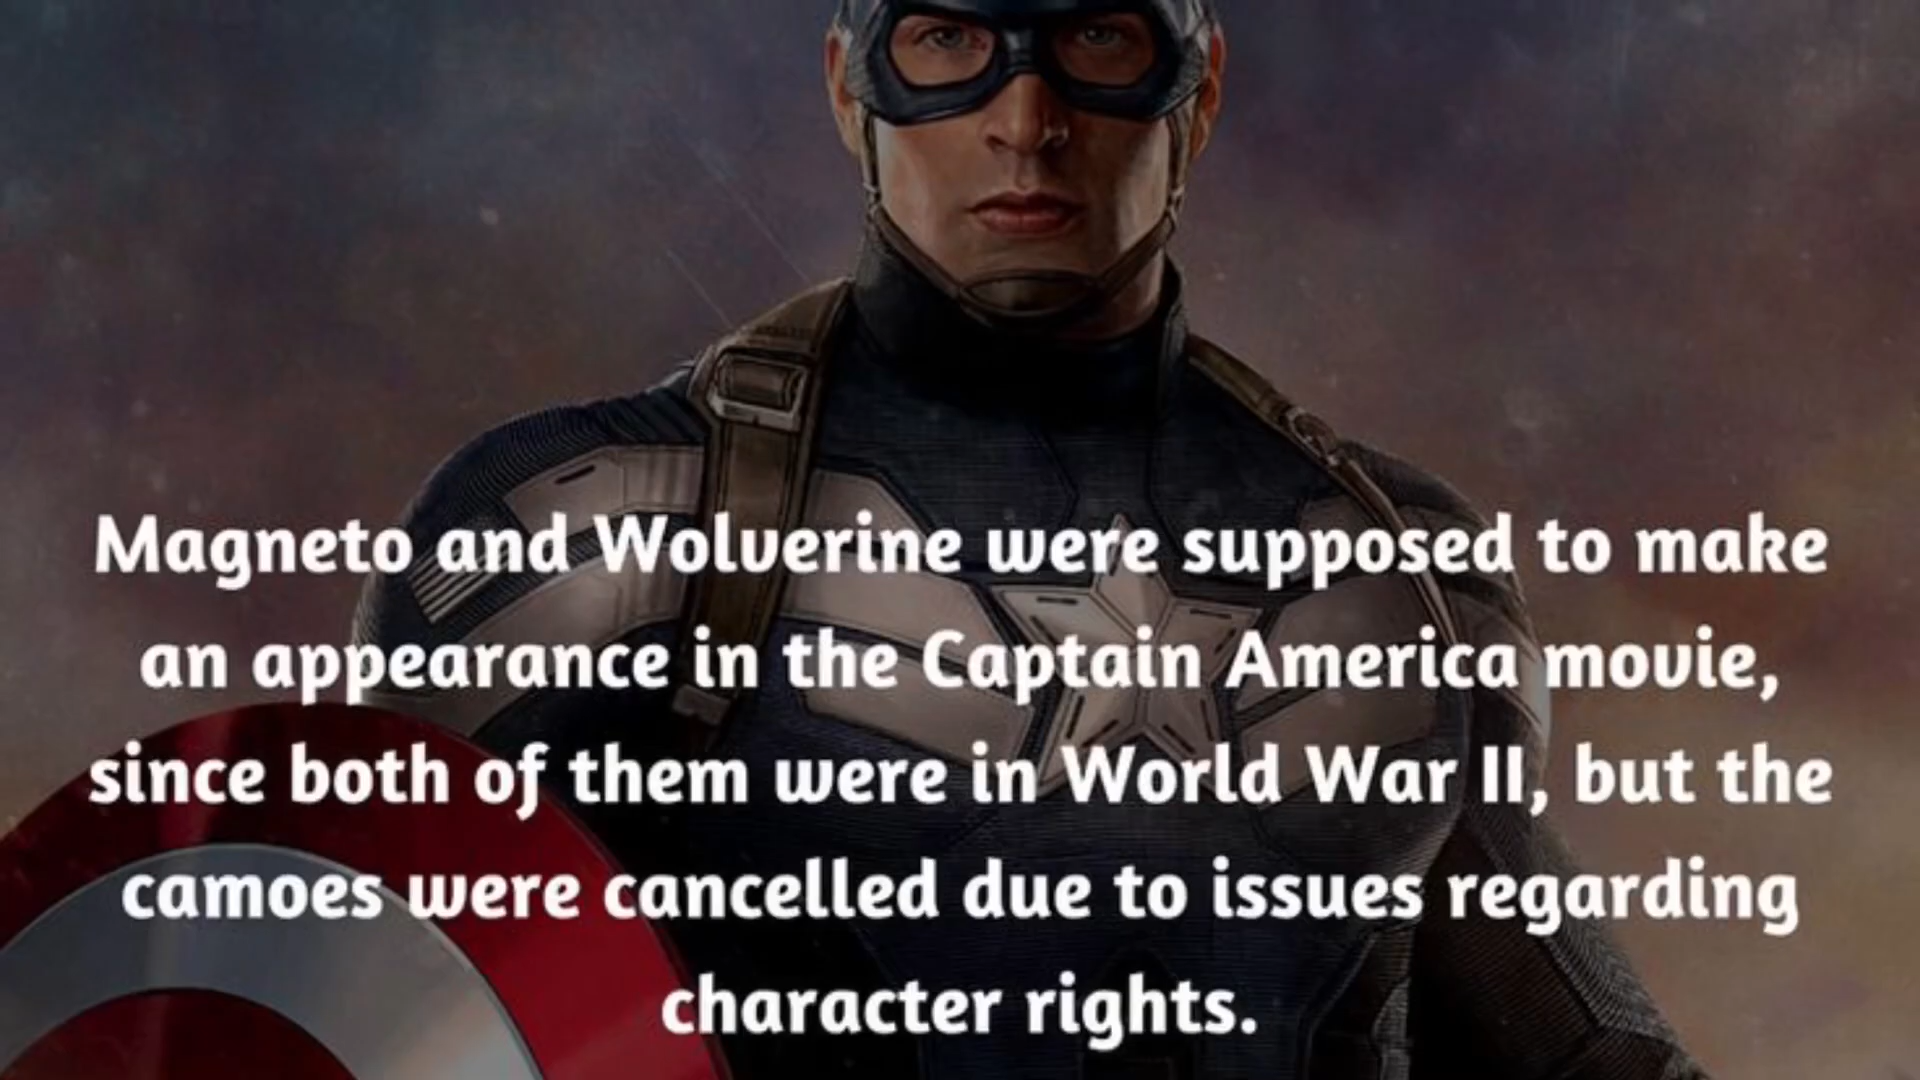 Magneto and Wolverine were supposed to make
an appearance in the Captain America movie,
since both of them were in World War II, but the
camoes were cancelled due to issues regarding
character rights.